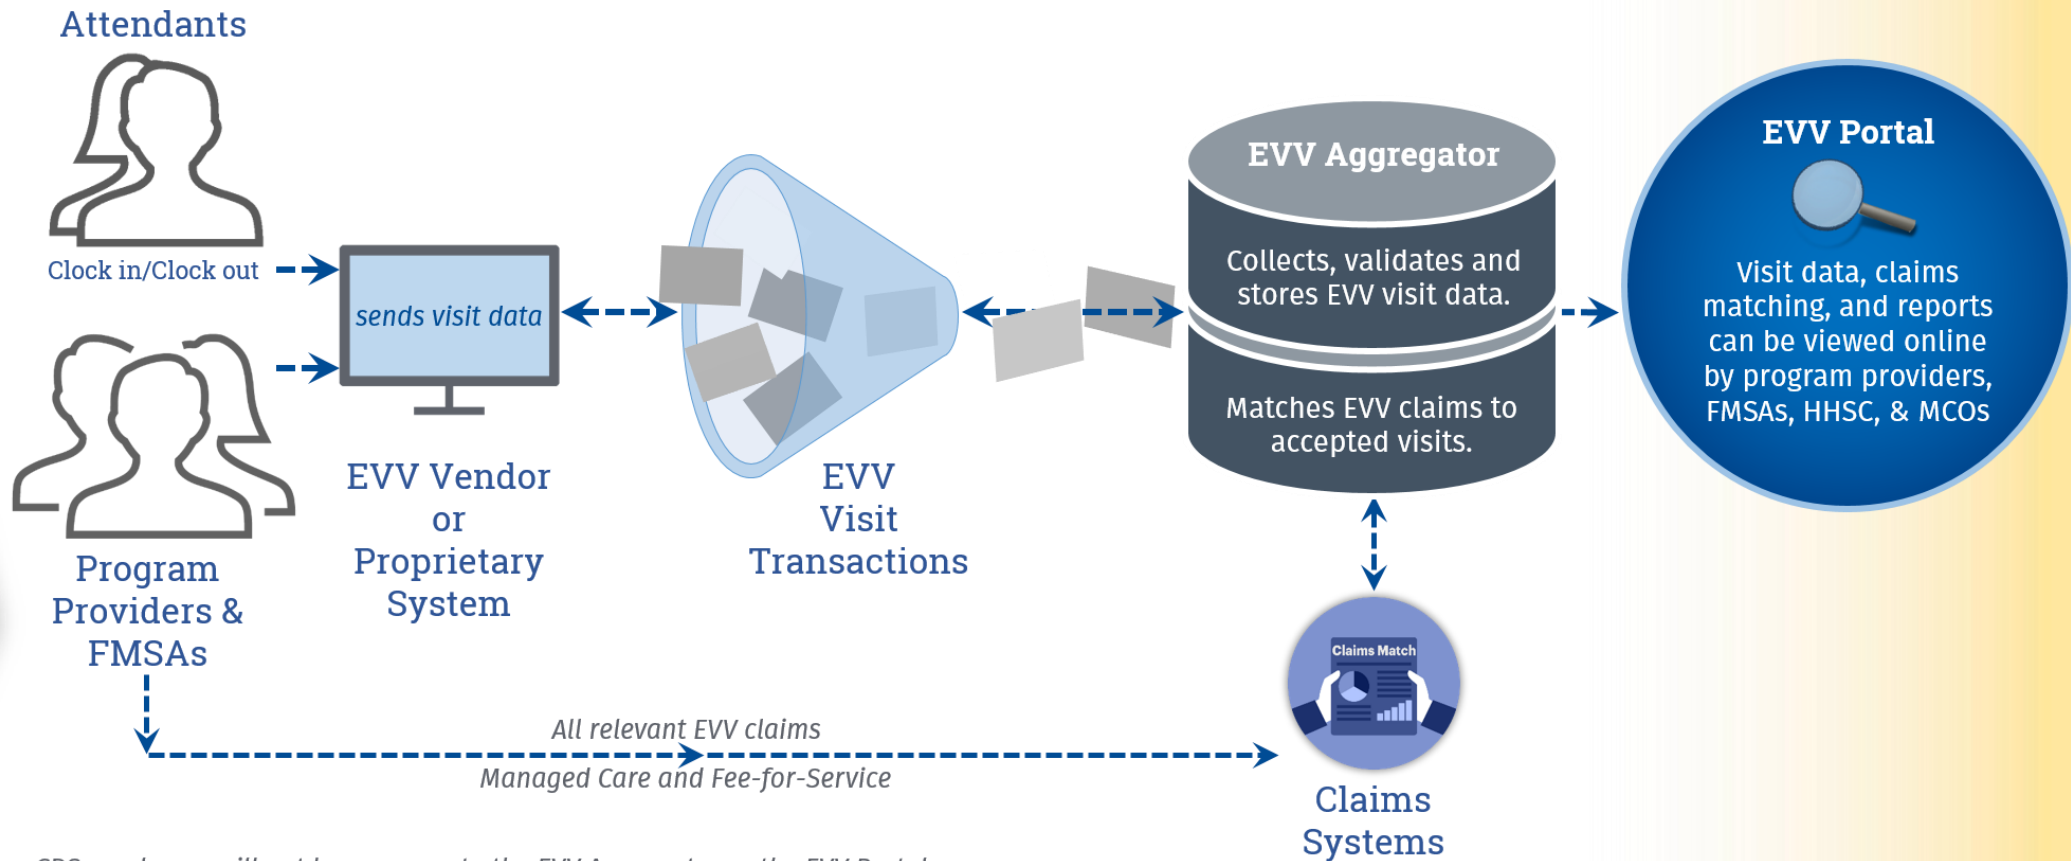 Attendants
Clock in/Clock out
Program
Providers &
FMSAs
sends visit data
EVV Vendor
or
Proprietary
System
EVV
Visit
Transactions
EVV Aggregator
Collects, validates and
stores EVV visit data.
Matches EVV claims to
accepted visits.
EVV Portal
Visit data, claims
matching, and reports
can be viewed online
by program providers,
FMSAs, HHSC, & MCOs
All relevant EVV claims
Managed Care and Fee-for-Service
Claims Match
Claims
Systems